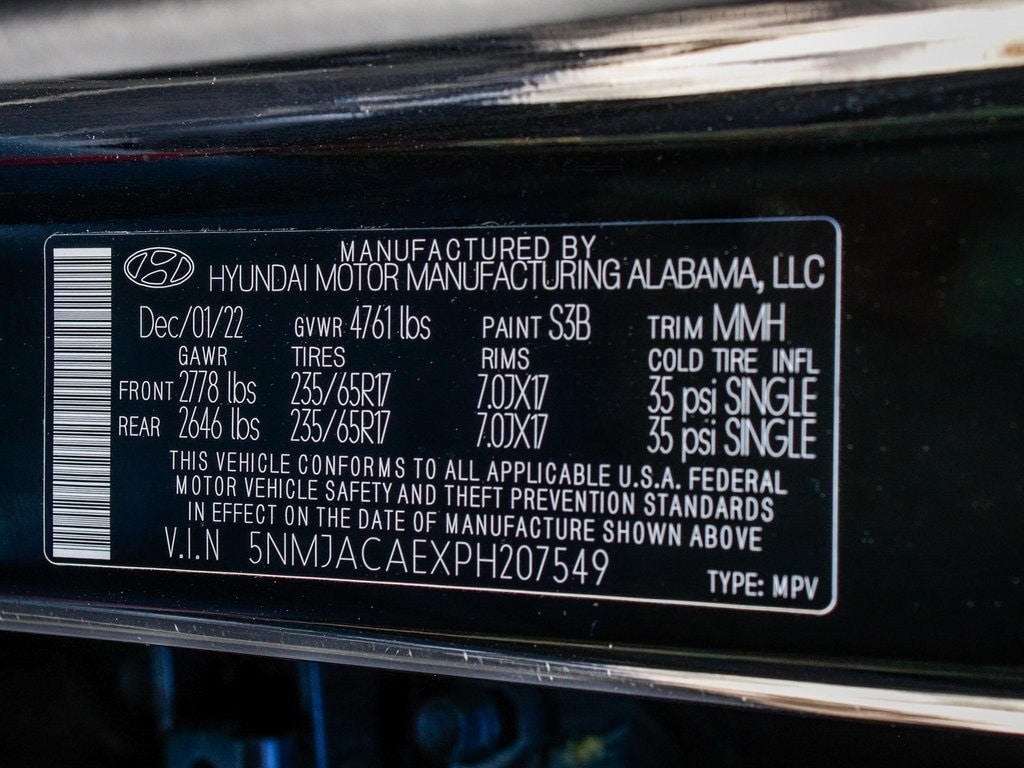 MANUFACTURED BY
HYUNDAI MOTOR MANUFACTURING ALABAMA, LLC
Dec/01/22 GVWR 4761 lbs PAINT S3B TRIM MMH
GAWR TIRES RIMS COLD TIRE INFL
FRONT 2778 lbs 235/65R17 7.0JX17 35 psi SINGLE
REAR 2646 lbs 235/65R17 7.0JX17 35 psi SINGLE
THIS VEHICLE CONFORMS TO ALL APPLICABLE U.S.A. FEDERAL
MOTOR VEHICLE SAFETY AND THEFT PREVENTION STANDARDS
IN EFFECT ON THE DATE OF MANUFACTURE SHOWN ABOVE
V.I.N 5NMJACAEXPH207549
TYPE: MPV